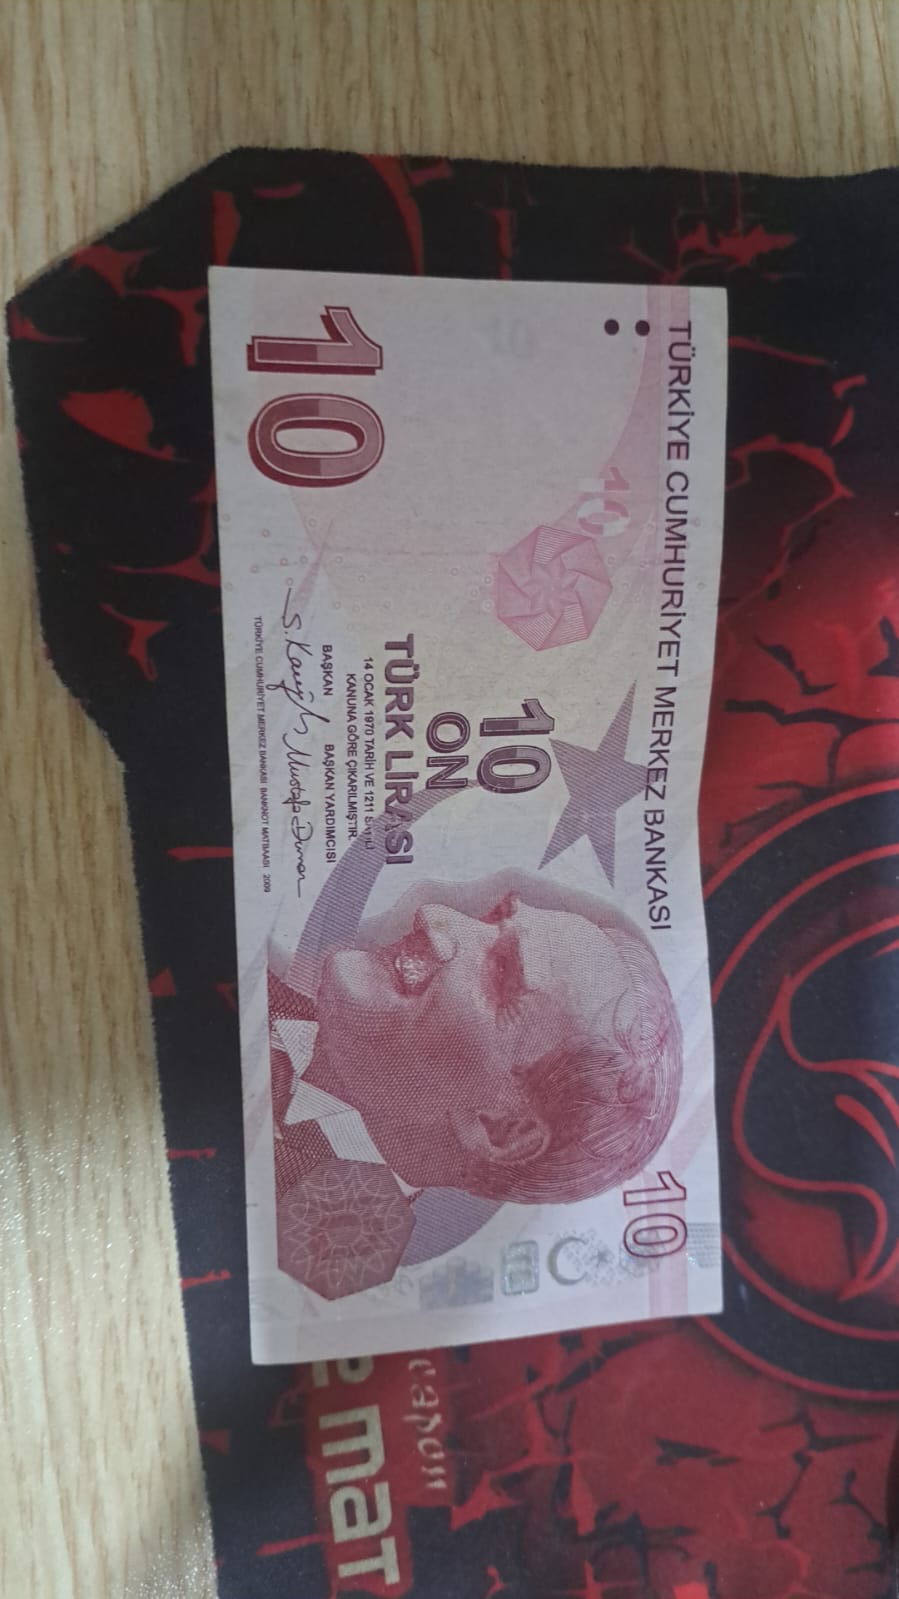 TÜRKİYE CUMHURİYET MERKEZ BANKASI
10
10
10
ON
TÜRK LİRASI
14 OCAK 1970 TARİH VE 1211 SAYILI
KANUNA GÖRE ÇIKARILMIŞTIR.
BAŞKAN BAŞKAN YARDIMCISI
TÜRKİYE CUMHURİYET MERKEZ BANKASI BANKNOT MATBAASI 2009
10
e mat